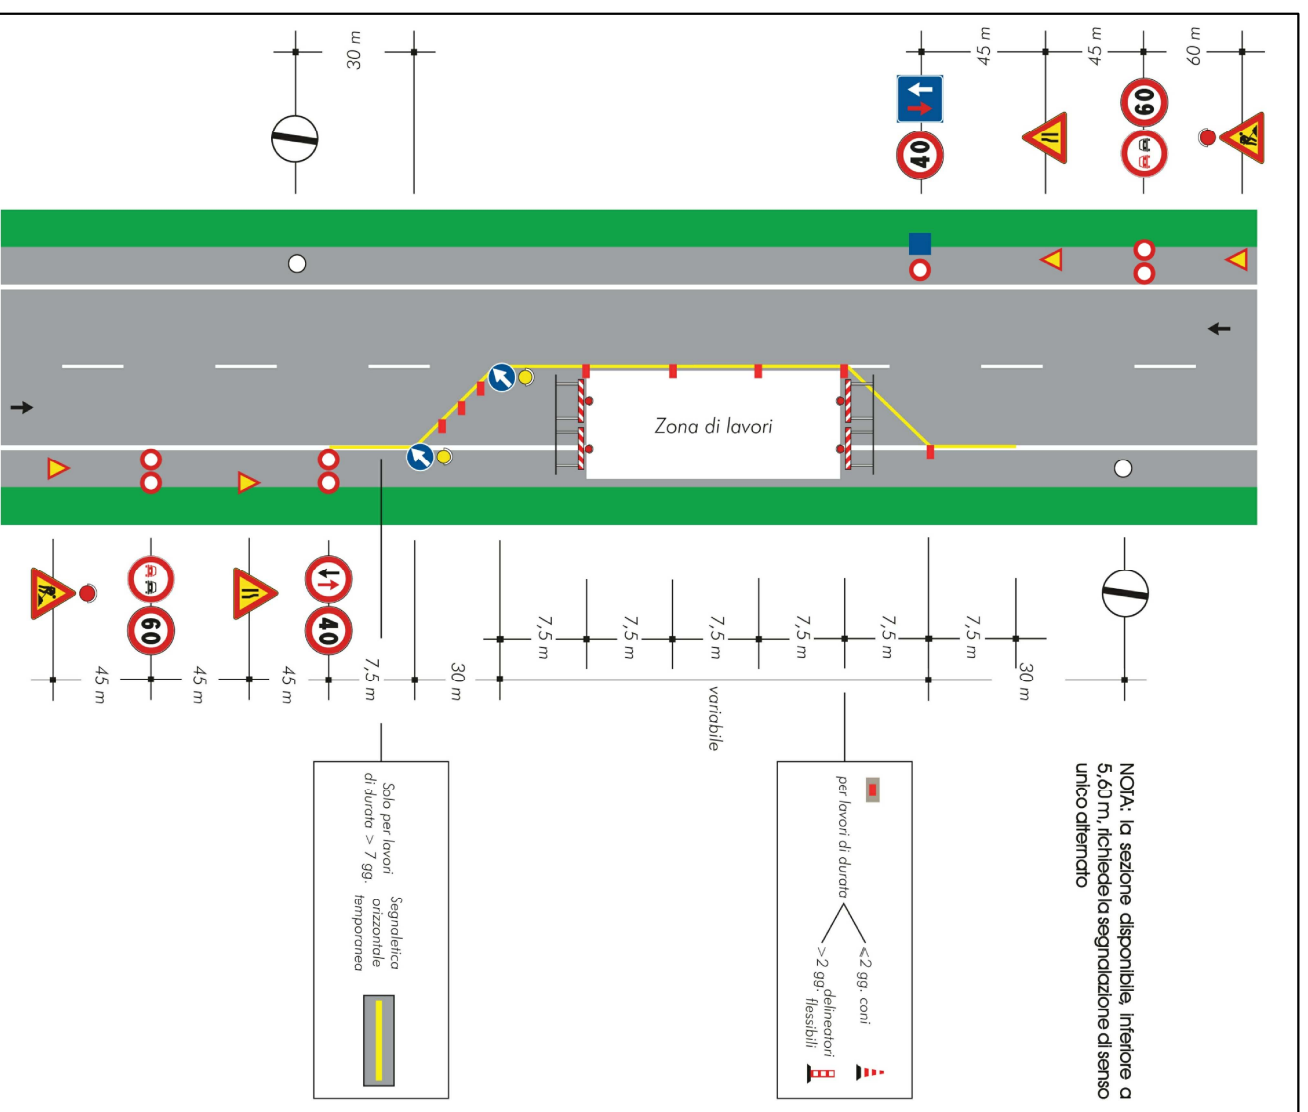 60 m
45 m
45 m
30 m
60
40
Zona di lavori
60
40
45 m
45 m
45 m
7,5 m
30 m
variabile
30 m
7,5 m
7,5 m
7,5 m
7,5 m
7,5 m
7,5 m
NOTA: la sezione disponibile, inferiore a
5,60 m, richiede la segnalazione di senso
unico alternato
per lavori di durata
<2 gg. coni
>2 gg. delineatori
flessibili
Solo per lavori
di durata > 7 gg.
Segnaletica
orizzontale
temporanea